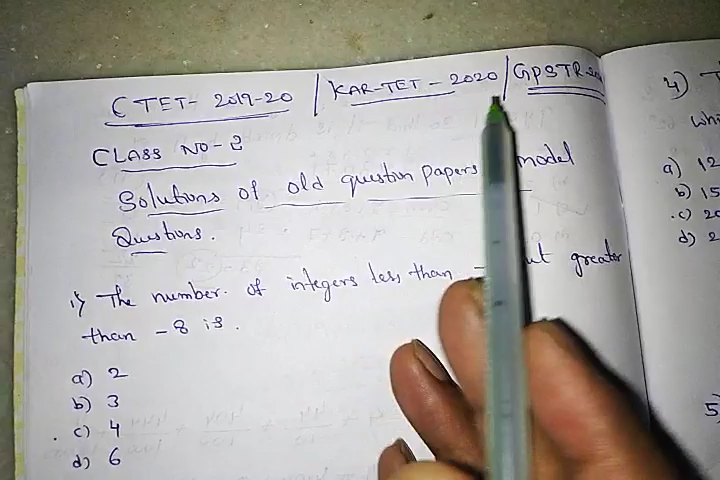 CTET- 2019-20 / KAR-TET - 2020 / GPSTR-
CLASS NO-3
Solutions of old question papers model
Questions.
1) The number of integers less than - ut greater
than -8 is.
a) 2
b) 3
c) 4
d) 6
4) T
whi
a) 12
b) 15
c) 20
d) 2
5)